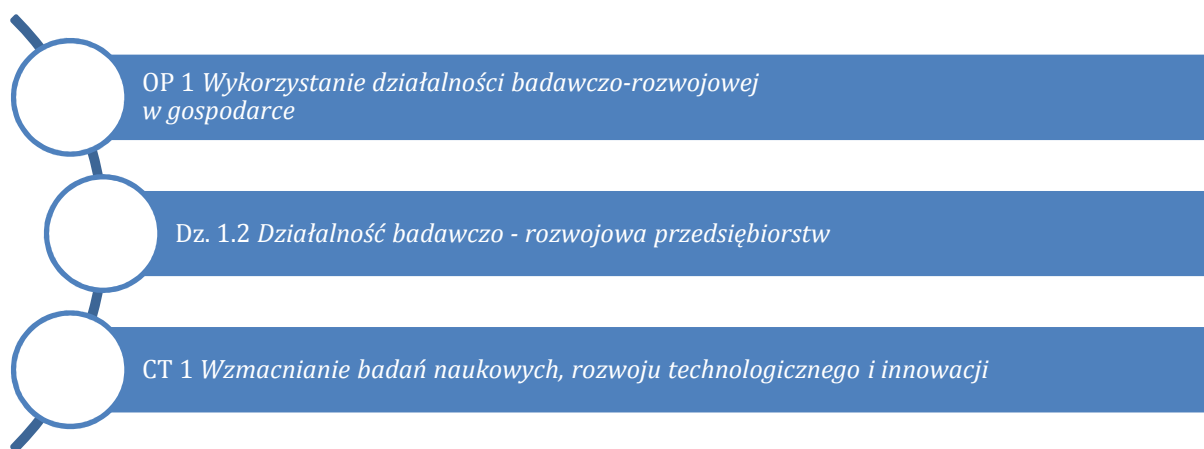 OP 1 Wykorzystanie działalności badawczo-rozwojowej
w gospodarce
Dz. 1.2 Działalność badawczo - rozwojowa przedsiębiorstw
CT 1 Wzmacnianie badań naukowych, rozwoju technologicznego i innowacji